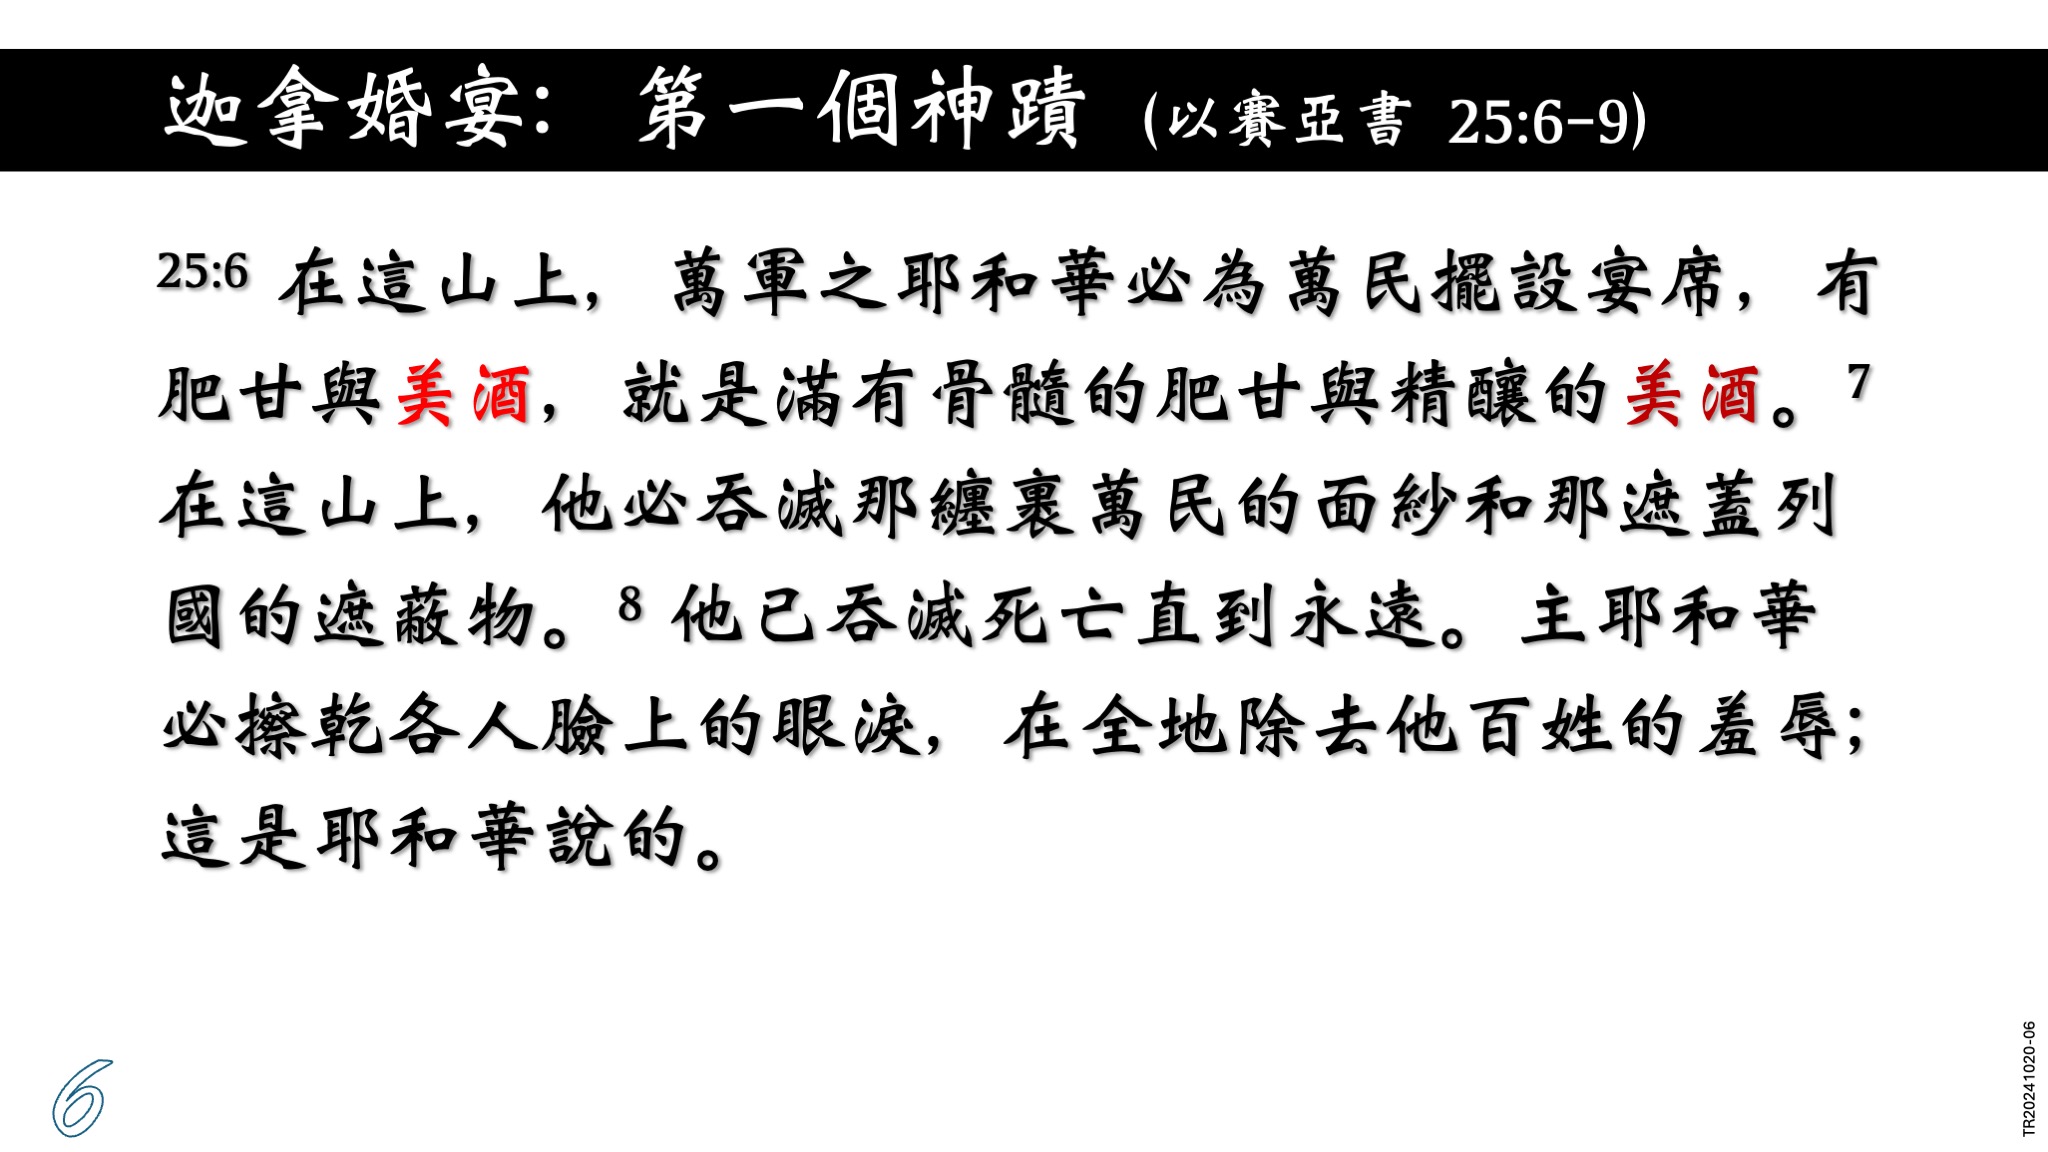 迦拿婚宴： 第一個神蹟 (以賽亞書 25:6-9)
25:6 在這山上， 萬軍之耶和華必為萬民擺設宴席， 有
肥甘與美酒， 就是滿有骨髓的肥甘與精釀的美酒。7
在這山上， 他必吞滅那纏裹萬民的面紗和那遮蓋列
國的遮蔽物。8 他已吞滅死亡直到永遠。主耶和華
必擦乾各人臉上的眼淚， 在全地除去他百姓的羞辱；
這是耶和華說的。
6
TR20241020-06